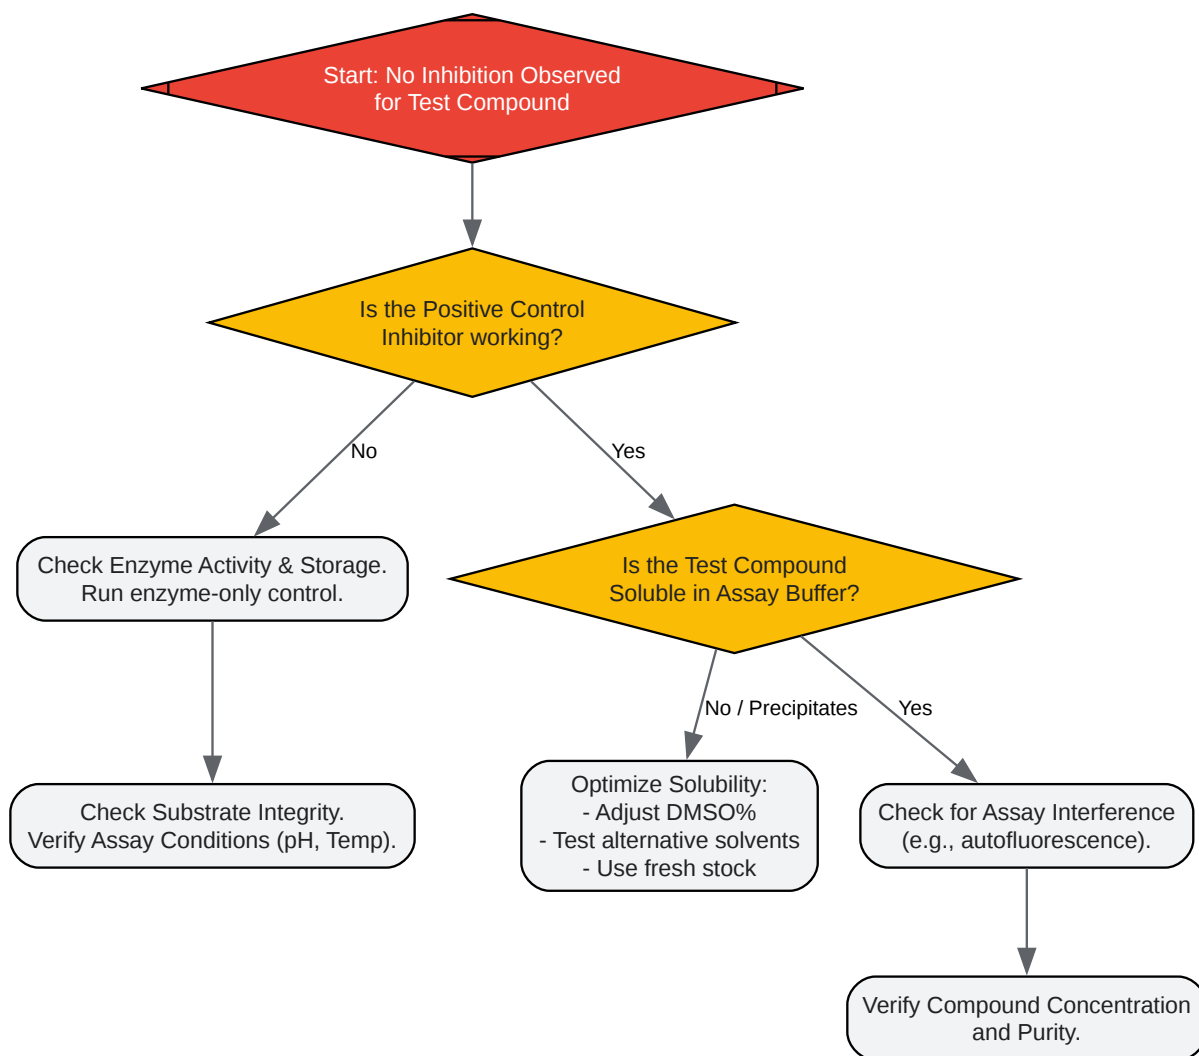 Start: No Inhibition Observed
for Test Compound
Is the Positive Control
Inhibitor working?
No
Yes
Check Enzyme Activity & Storage.
Run enzyme-only control.
Is the Test Compound
Soluble in Assay Buffer?
No / Precipitates
Yes
Check Substrate Integrity.
Verify Assay Conditions (pH, Temp).
Optimize Solubility:
- Adjust DMSO%
- Test alternative solvents
- Use fresh stock
Check for Assay Interference
(e.g., autofluorescence).
Verify Compound Concentration
and Purity.